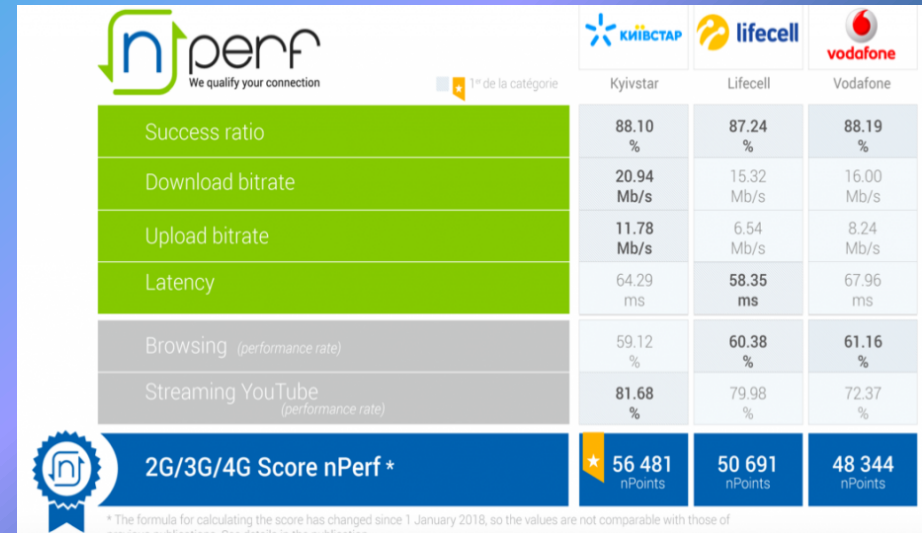 nperf
We qualify your connection
1er de la catégorie
КИЇВСТАР
lifecell
vodafone
Kyivstar
Lifecell
Vodafone
Success ratio
88.10
%
87.24
%
88.19
%
Download bitrate
20.94
Mb/s
15.32
Mb/s
16.00
Mb/s
Upload bitrate
11.78
Mb/s
6.54
Mb/s
8.24
Mb/s
Latency
64.29
ms
58.35
ms
67.96
ms
Browsing (performance rate)
59.12
%
60.38
%
61.16
%
Streaming YouTube
(performance rate)
81.68
%
79.98
%
72.37
%
n
2G/3G/4G Score nPerf *
56 481
nPoints
50 691
nPoints
48 344
nPoints
* The formula for calculating the score has changed since 1 January 2018, so the values are not comparable with those of